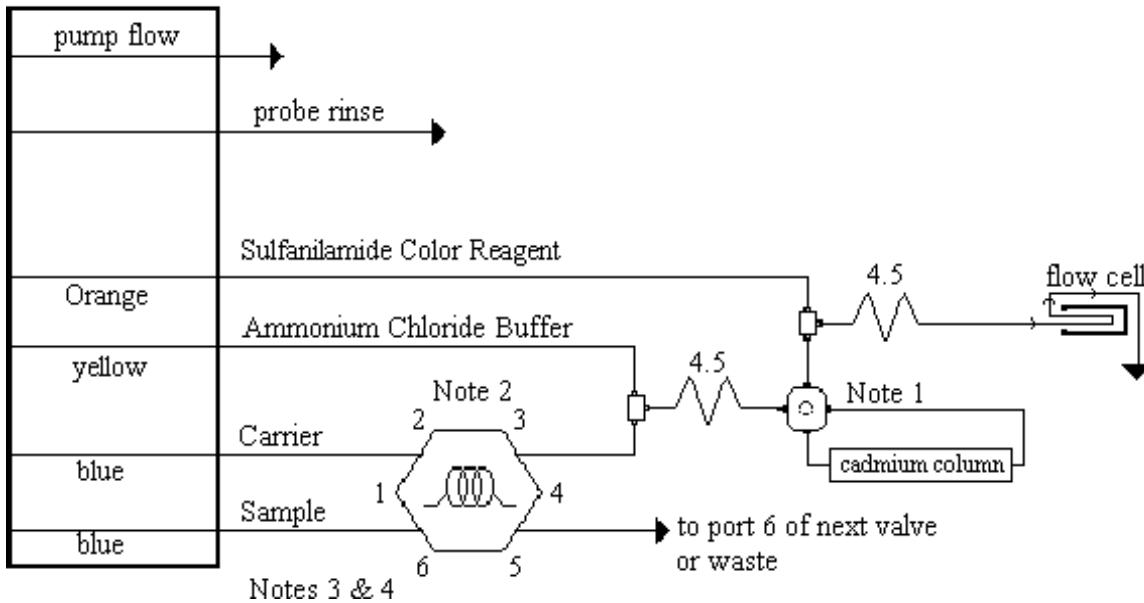 pump flow
probe rinse
Sulfanilamide Color Reagent
Orange
4.5
flow cell
Ammonium Chloride Buffer
yellow
4.5
Note 2
Note 1
2
3
Carrier
blue
cadmium column
1
4
Sample
blue
to port 6 of next valve
or waste
6
5
Notes 3 & 4